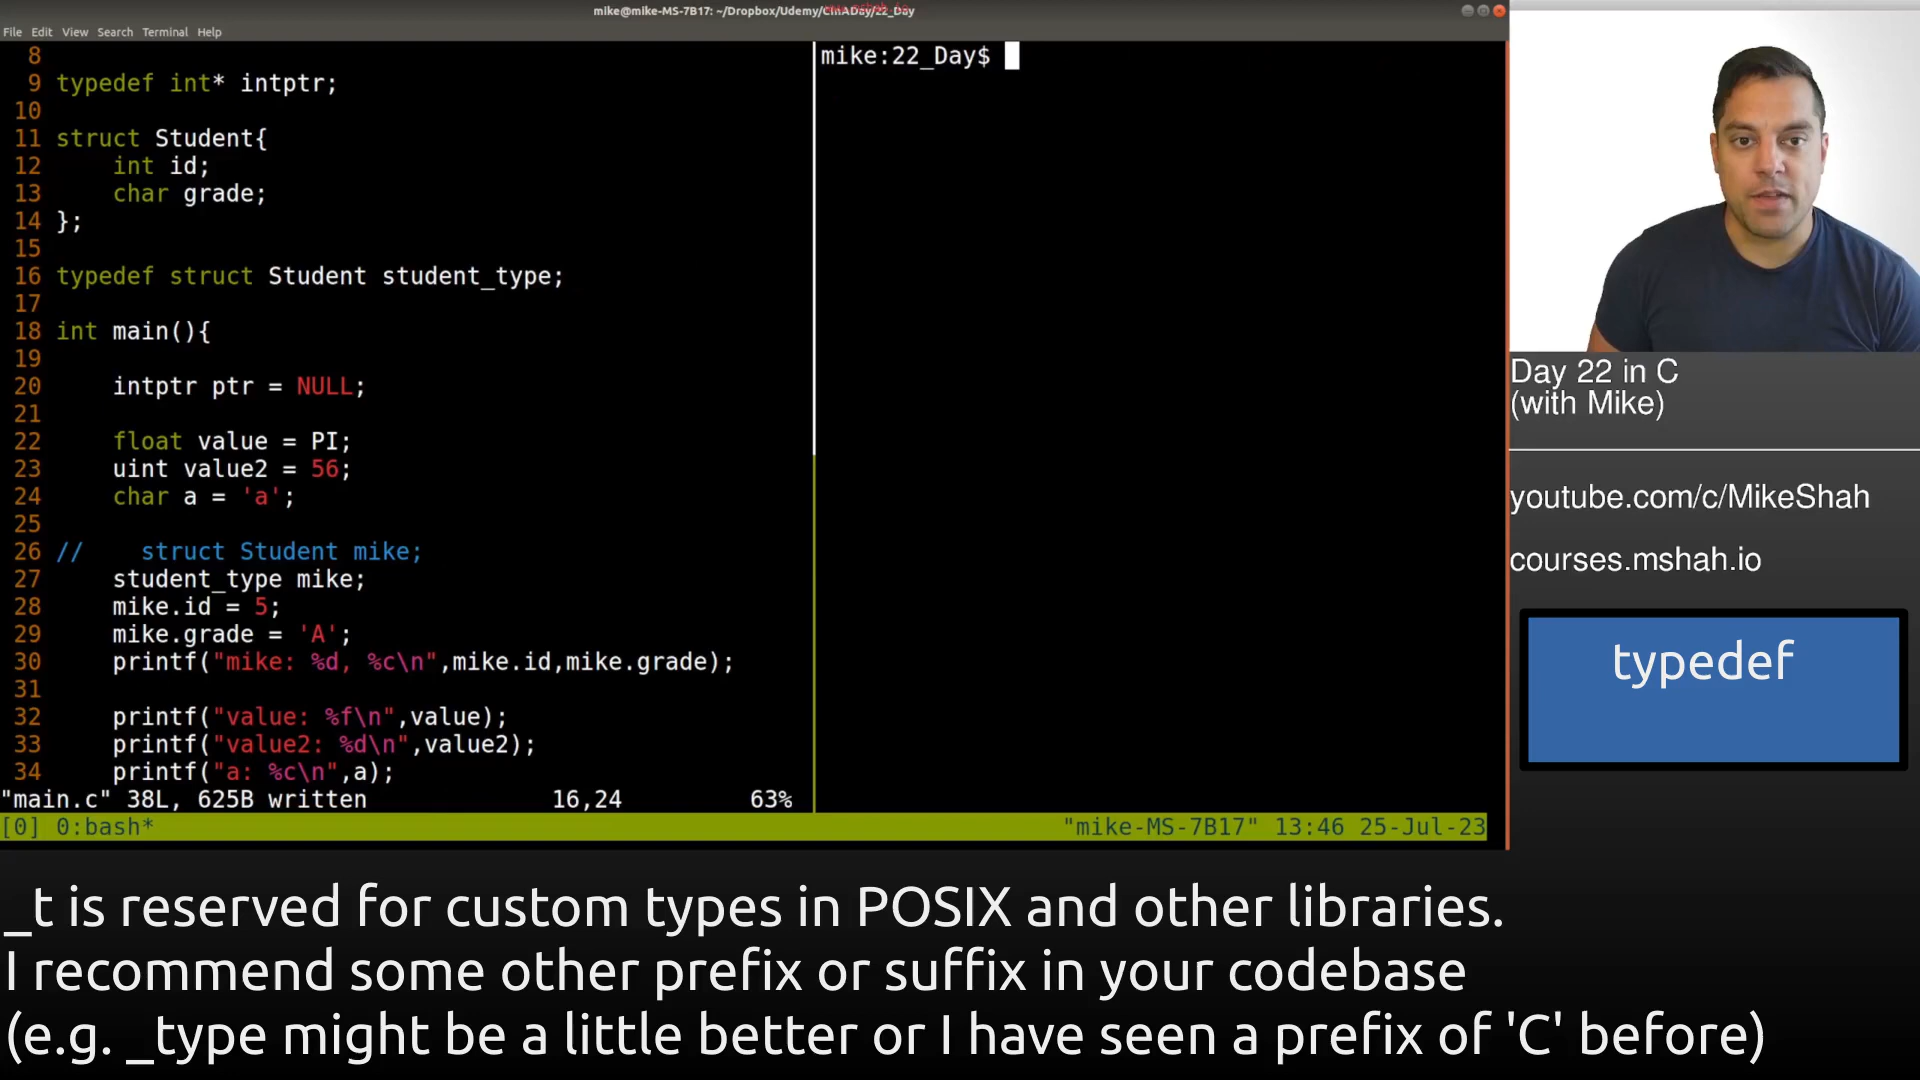 mike@mike-MS-7B17: ~/Dropbox/Udemy/CInADay/22_Day
File Edit View Search Terminal Help
8
9 typedef int* intptr;
10
11 struct Student{
12     int id;
13     char grade;
14 };
15
16 typedef struct Student student_type;
17
18 int main(){
19
20     intptr ptr = NULL;
21
22     float value = PI;
23     uint value2 = 56;
24     char a = 'a';
25
26 //    struct Student mike;
27     student_type mike;
28     mike.id = 5;
29     mike.grade = 'A';
30     printf("mike: %d, %c\n",mike.id,mike.grade);
31
32     printf("value: %f\n",value);
33     printf("value2: %d\n",value2);
34     printf("a: %c\n",a);
"main.c" 38L, 625B written 16,24 63%
mike:22_Day$
[0] 0:bash* "mike-MS-7B17" 13:46 25-Jul-23
Day 22 in C
(with Mike)
youtube.com/c/MikeShah
courses.mshah.io
typedef
_t is reserved for custom types in POSIX and other libraries.
I recommend some other prefix or suffix in your codebase
(e.g. _type might be a little better or I have seen a prefix of 'C' before)